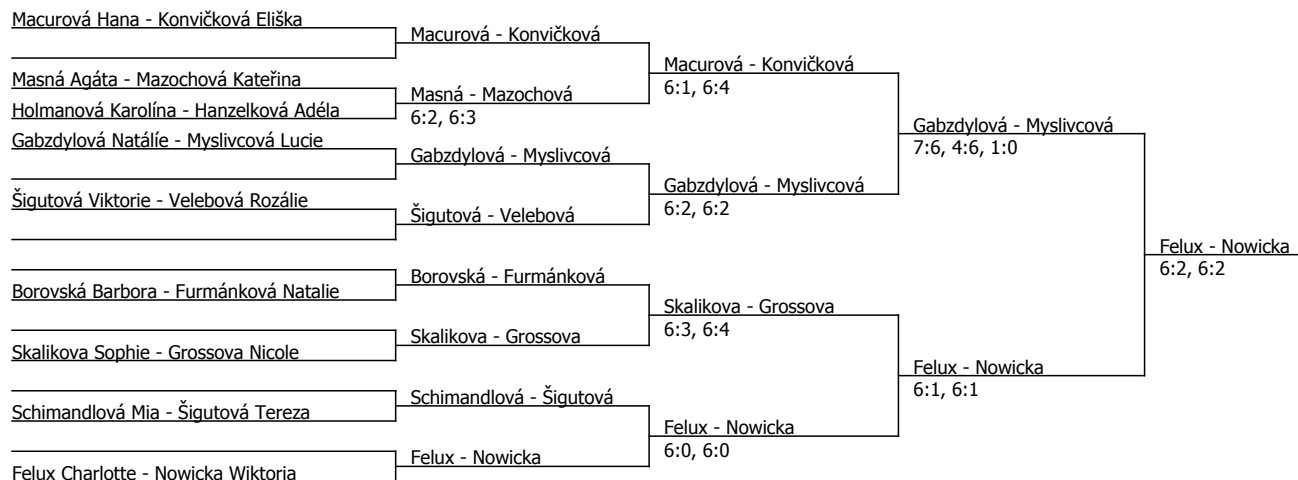 Macurová Hana - Konvičková Eliška
Masná Agáta - Mazochová Kateřina
Holmanová Karolína - Hanzelková Adéla
Gabzdylová Natálíe - Myslivcová Lucie
Šigutová Viktorie - Velebová Rozálie
Borovská Barbora - Furmánková Natalie
Skalikova Sophie - Grossova Nicole
Schimandlová Mia - Šigutová Tereza
Felux Charlotte - Nowicka Wiktoria
Macurová - Konvičková
Masná - Mazochová
6:2, 6:3
Gabzdylová - Myslivcová
Šigutová - Velebová
Borovská - Furmánková
Skalikova - Grossova
Schimandlová - Šigutová
Felux - Nowicka
Macurová - Konvičková
6:1, 6:4
Gabzdylová - Myslivcová
6:2, 6:2
Skalikova - Grossova
6:3, 6:4
Felux - Nowicka
6:0, 6:0
Gabzdylová - Myslivcová
7:6, 4:6, 1:0
Felux - Nowicka
6:1, 6:1
Felux - Nowicka
6:2, 6:2